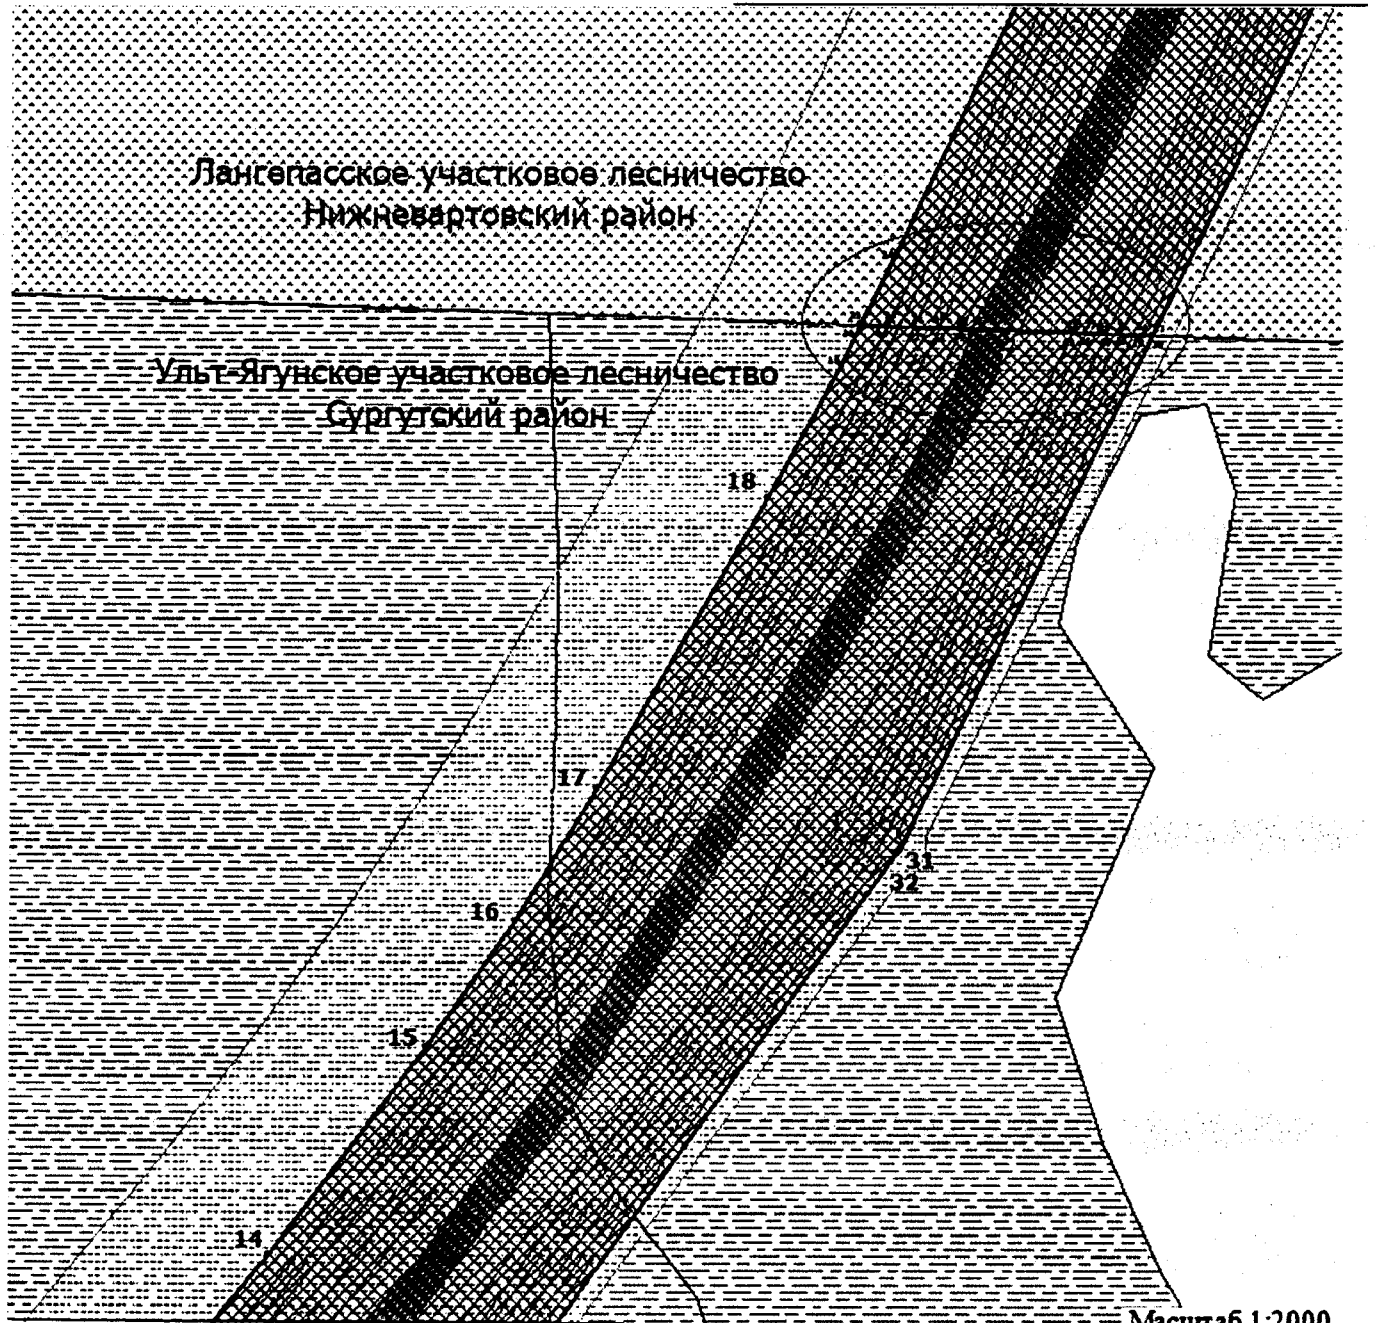 Лангепасское участковое лесничество
Нижневартовский район
Ульт-Ягунское участковое лесничество
Сургутский район
18
17
31
32
16
15
14
Масштаб 1:2000